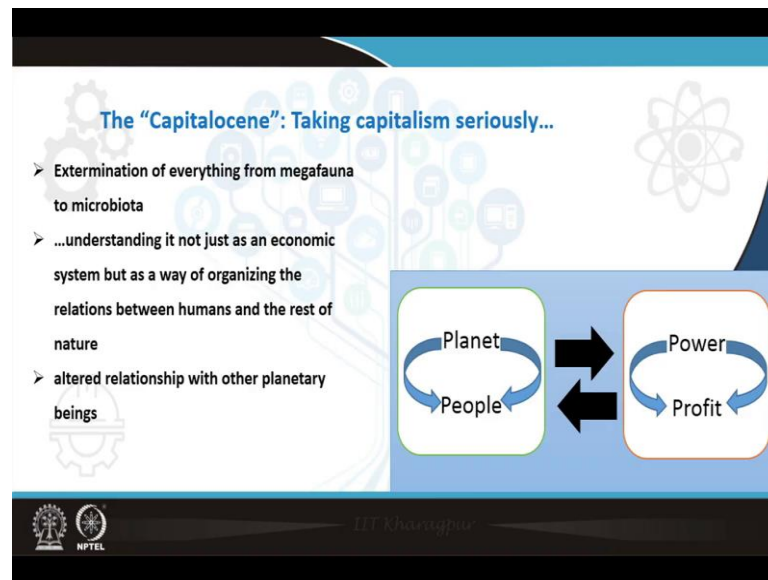 The “Capitalocene”: Taking capitalism seriously...
Extermination of everything from megafauna
to microbiota
...understanding it not just as an economic
system but as a way of organizing the
relations between humans and the rest of
nature
altered relationship with other planetary
beings
Planet
People
Power
Profit
IIT Kharagpur
NPTEL